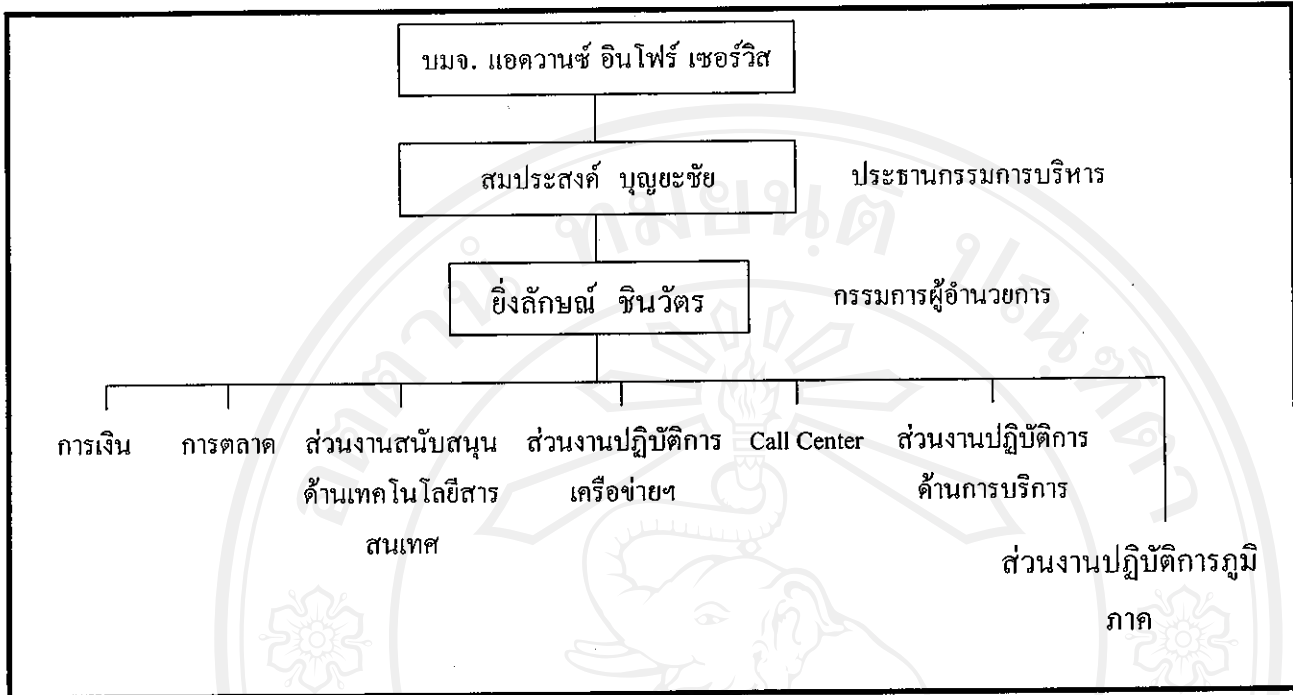 บมจ. แอดวานซ์ อินโฟร์ เซอร์วิส
สมประสงค์ บุญยะชัย
ประธานกรรมการบริหาร
ยิ่งลักษณ์ ชินวัตร
กรรมการผู้อำนวยการ
การเงิน
การตลาด
ส่วนงานสนับสนุน
ด้านเทคโนโลยีสาร
สนเทศ
ส่วนงานปฏิบัติการ
เครือข่ายฯ
Call Center
ส่วนงานปฏิบัติการ
ด้านการบริการ
ส่วนงานปฏิบัติการภูมิ
ภาค